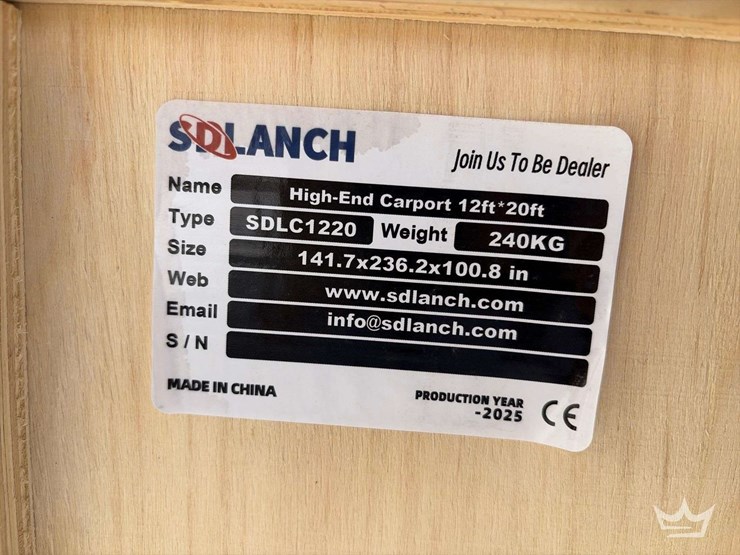 SDLANCH
Join Us To Be Dealer
Name High-End Carport 12ft*20ft
Type SDLC1220 Weight 240KG
Size 141.7x236.2x100.8 in
Web www.sdlanch.com
Email info@sdlanch.com
S / N
MADE IN CHINA
PRODUCTION YEAR
-2025
CE